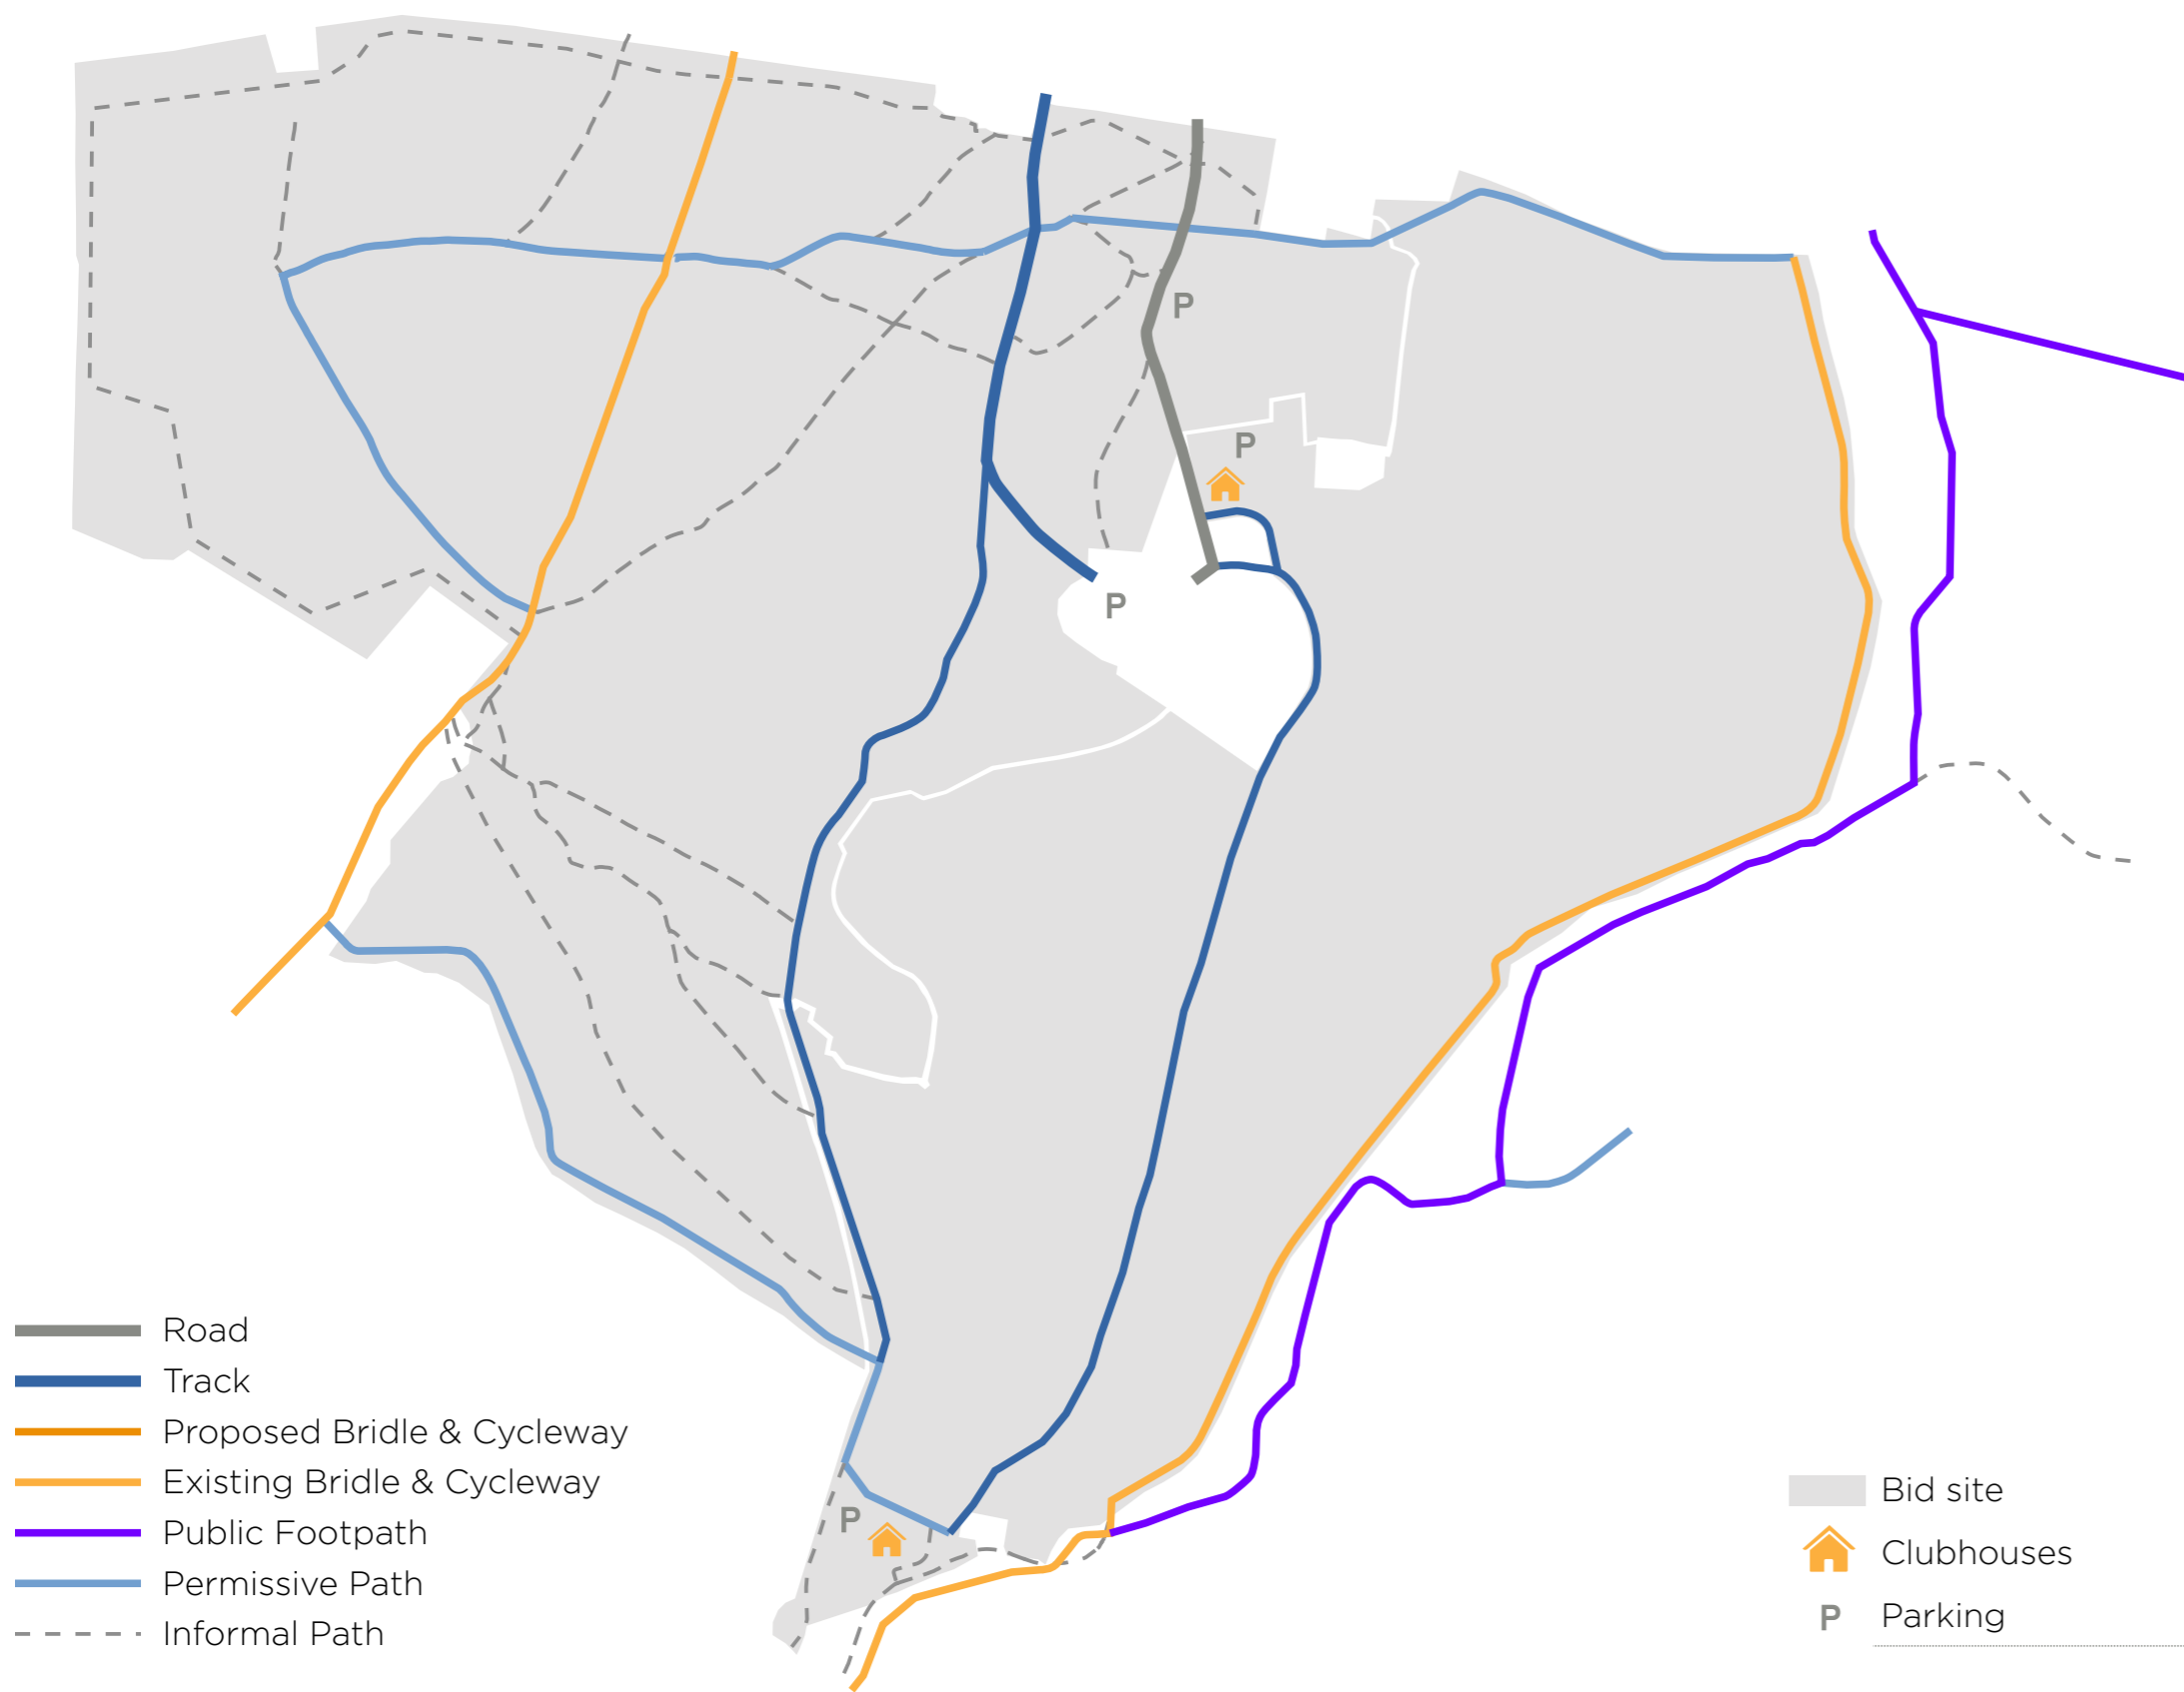 P
P
P
P
Road
Track
Proposed Bridle & Cycleway
Existing Bridle & Cycleway
Public Footpath
Permissive Path
Informal Path
Bid site
Clubhouses
P Parking